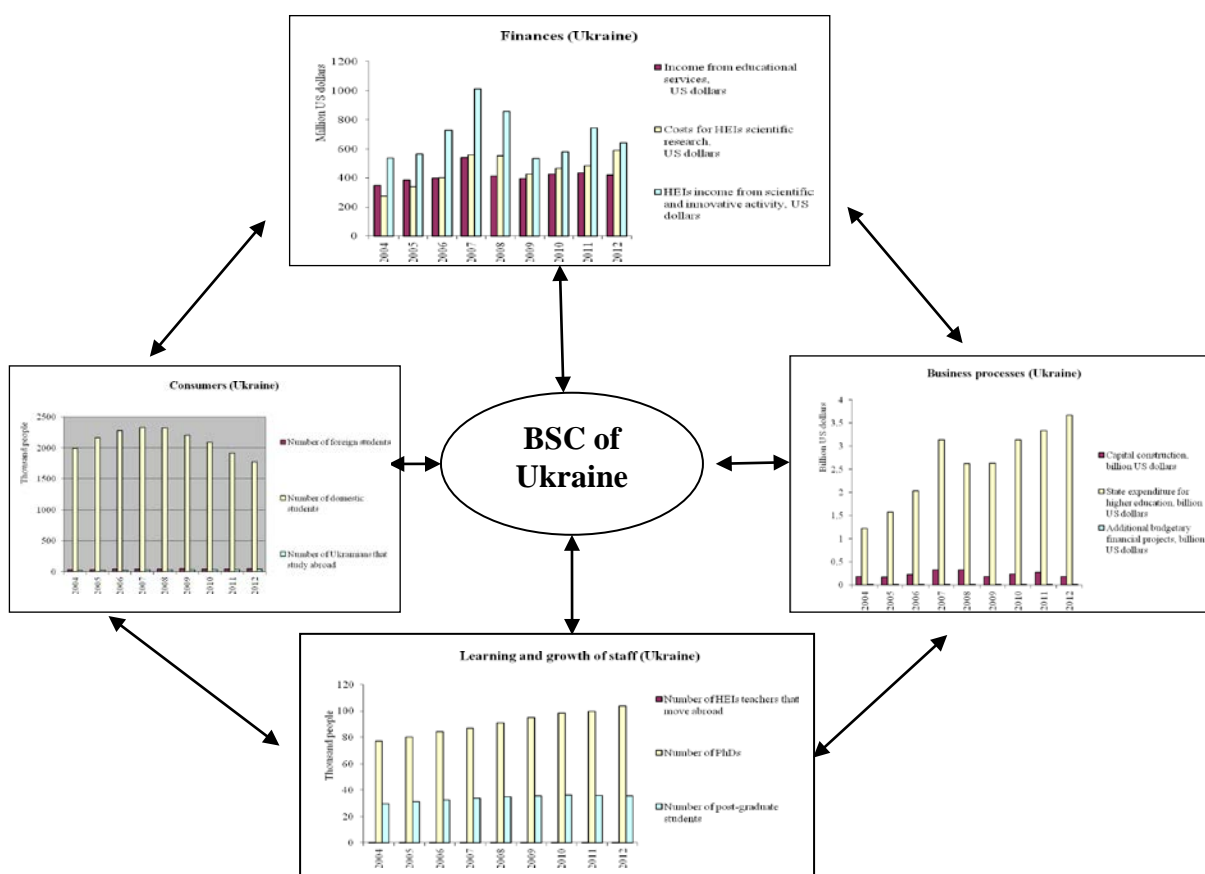 Finances (Ukraine)
1200
1000
800
600
400
200
0
Million US dollars
2004 2005 2006 2007 2008 2009 2010 2011 2012
Income from educational
services,
US dollars
Costs for HEIs scientific
research,
US dollars
HEIs income from scientific
and innovative activity, US
dollars
Consumers (Ukraine)
2500
2000
1500
1000
500
0
Thousand people
2004 2005 2006 2007 2008 2009 2010 2011 2012
Number of foreign students
Number of domestic
students
Number of Ukrainians that
study abroad
BSC of
Ukraine
Business processes (Ukraine)
4
3.5
3
2.5
2
1.5
1
0.5
0
Billion US dollars
2004 2005 2006 2007 2008 2009 2010 2011 2012
Capital construction,
billion US dollars
State expenditure for
higher education, billion
US dollars
Additional budgetary
financial projects, billion
US dollars
Learning and growth of staff (Ukraine)
120
100
80
60
40
20
0
Thousand people
2004 2005 2006 2007 2008 2009 2010 2011 2012
Number of HEIs teachers that
move abroad
Number of PhDs
Number of post-graduate
students